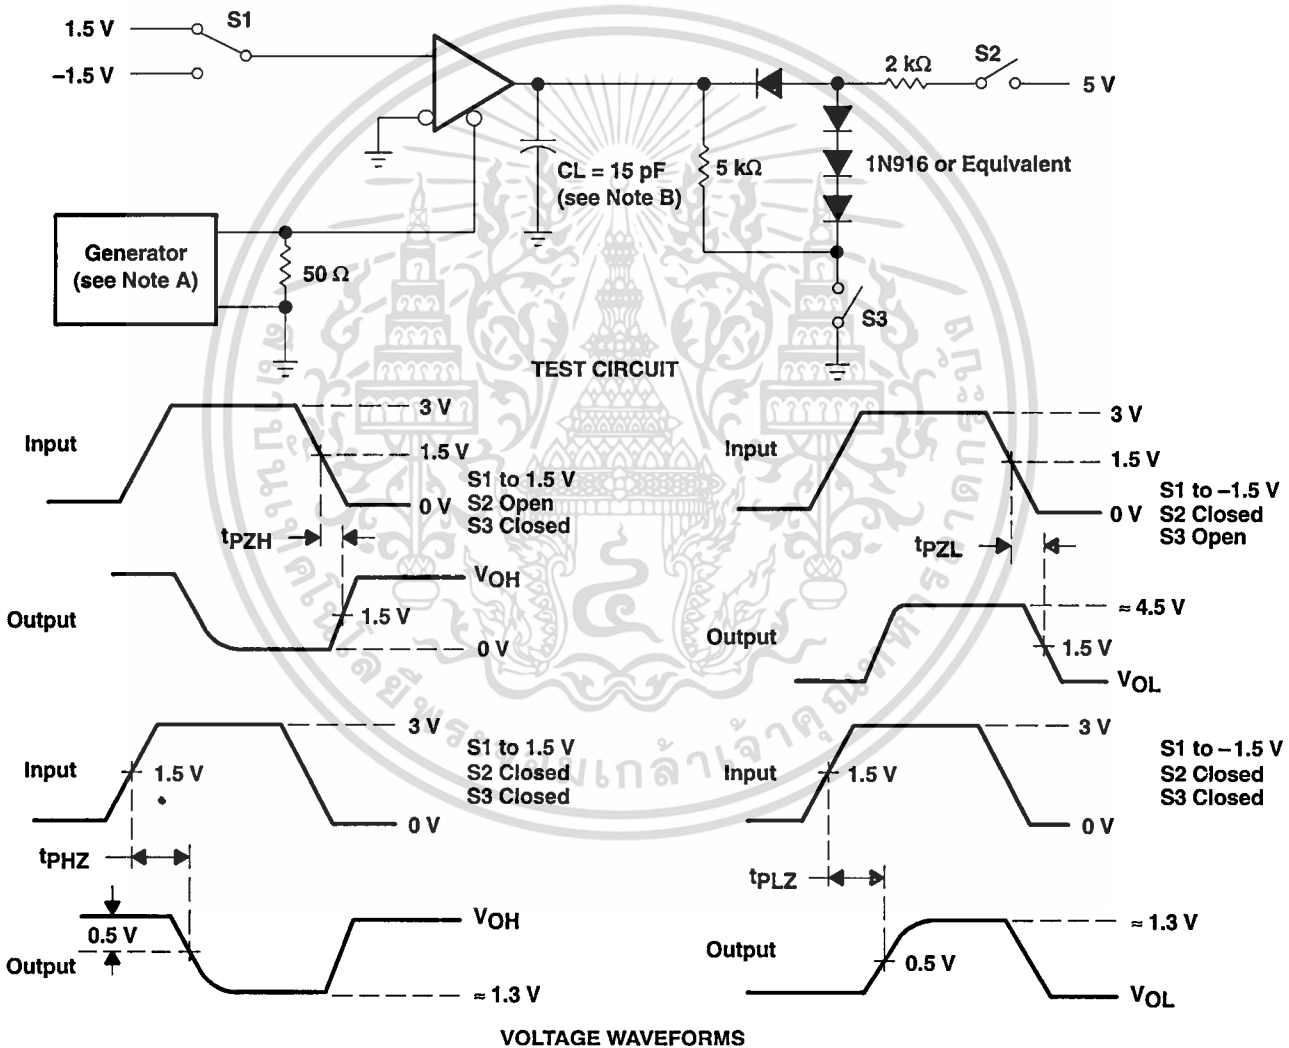 1.5 V
S1
–1.5 V
2 kΩ
S2
5 V
CL = 15 pF
(see Note B)
5 kΩ
1N916 or Equivalent
Generator
(see Note A)
50 Ω
S3
TEST CIRCUIT
Input
3 V
1.5 V
0 V
S1 to 1.5 V
S2 Open
S3 Closed
tPZH
Output
VOH
1.5 V
0 V
Input
3 V
1.5 V
0 V
S1 to –1.5 V
S2 Closed
S3 Open
tPZL
Output
≈ 4.5 V
1.5 V
VOL
Input
3 V
1.5 V
0 V
S1 to 1.5 V
S2 Closed
S3 Closed
tPHZ
0.5 V
Output
VOH
≈ 1.3 V
Input
3 V
1.5 V
0 V
S1 to –1.5 V
S2 Closed
S3 Closed
tPLZ
Output
≈ 1.3 V
0.5 V
VOL
VOLTAGE WAVEFORMS